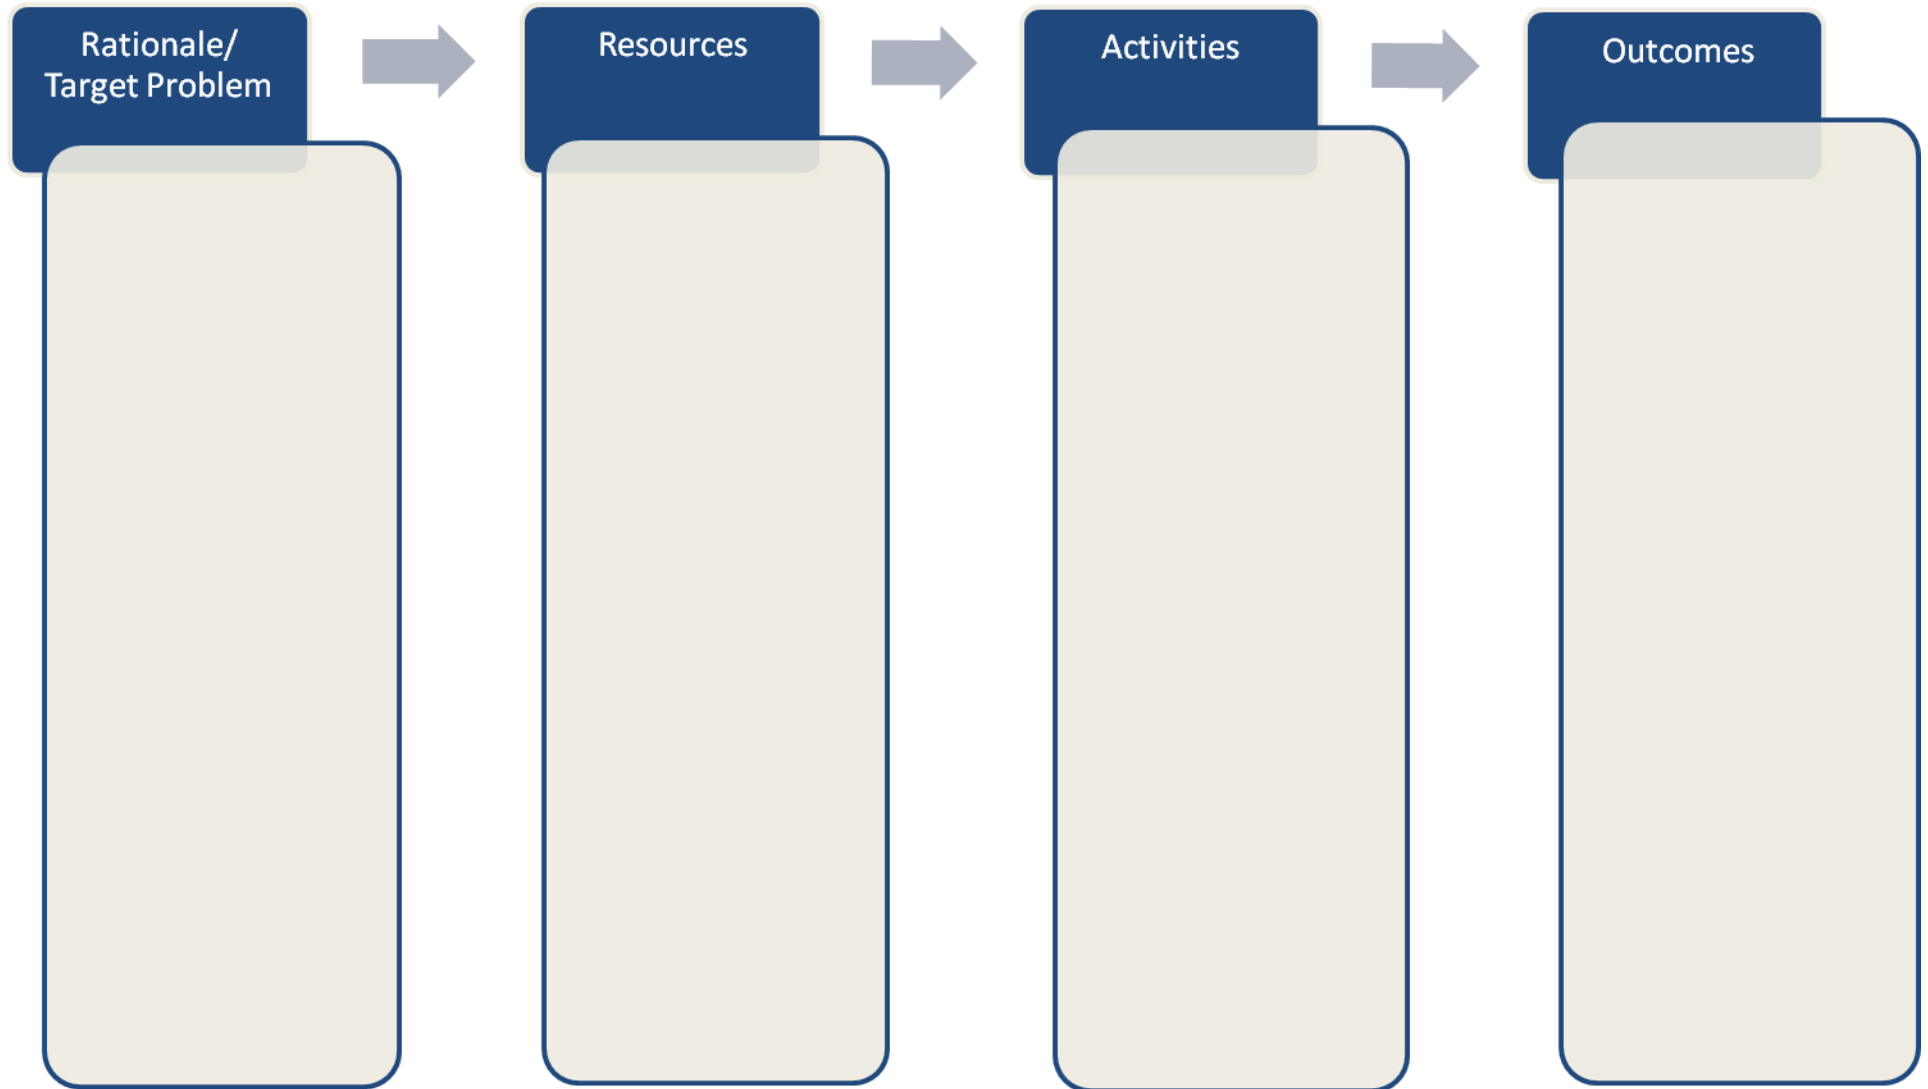 Rationale/
Target Problem
Resources
Activities
Outcomes